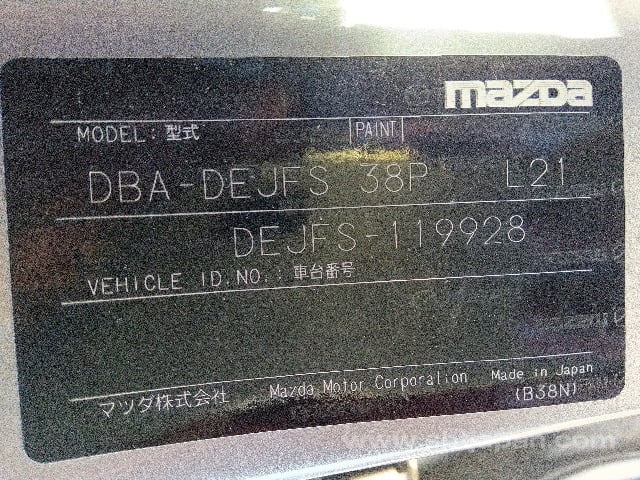 mazda
MODEL: 型式 PAINT
DBA-DEJFS 38P L21
DEJFS-119928
VEHICLE ID.NO.: 車台番号
マツダ株式会社 Mazda Motor Corporation Made in Japan
(B38N)